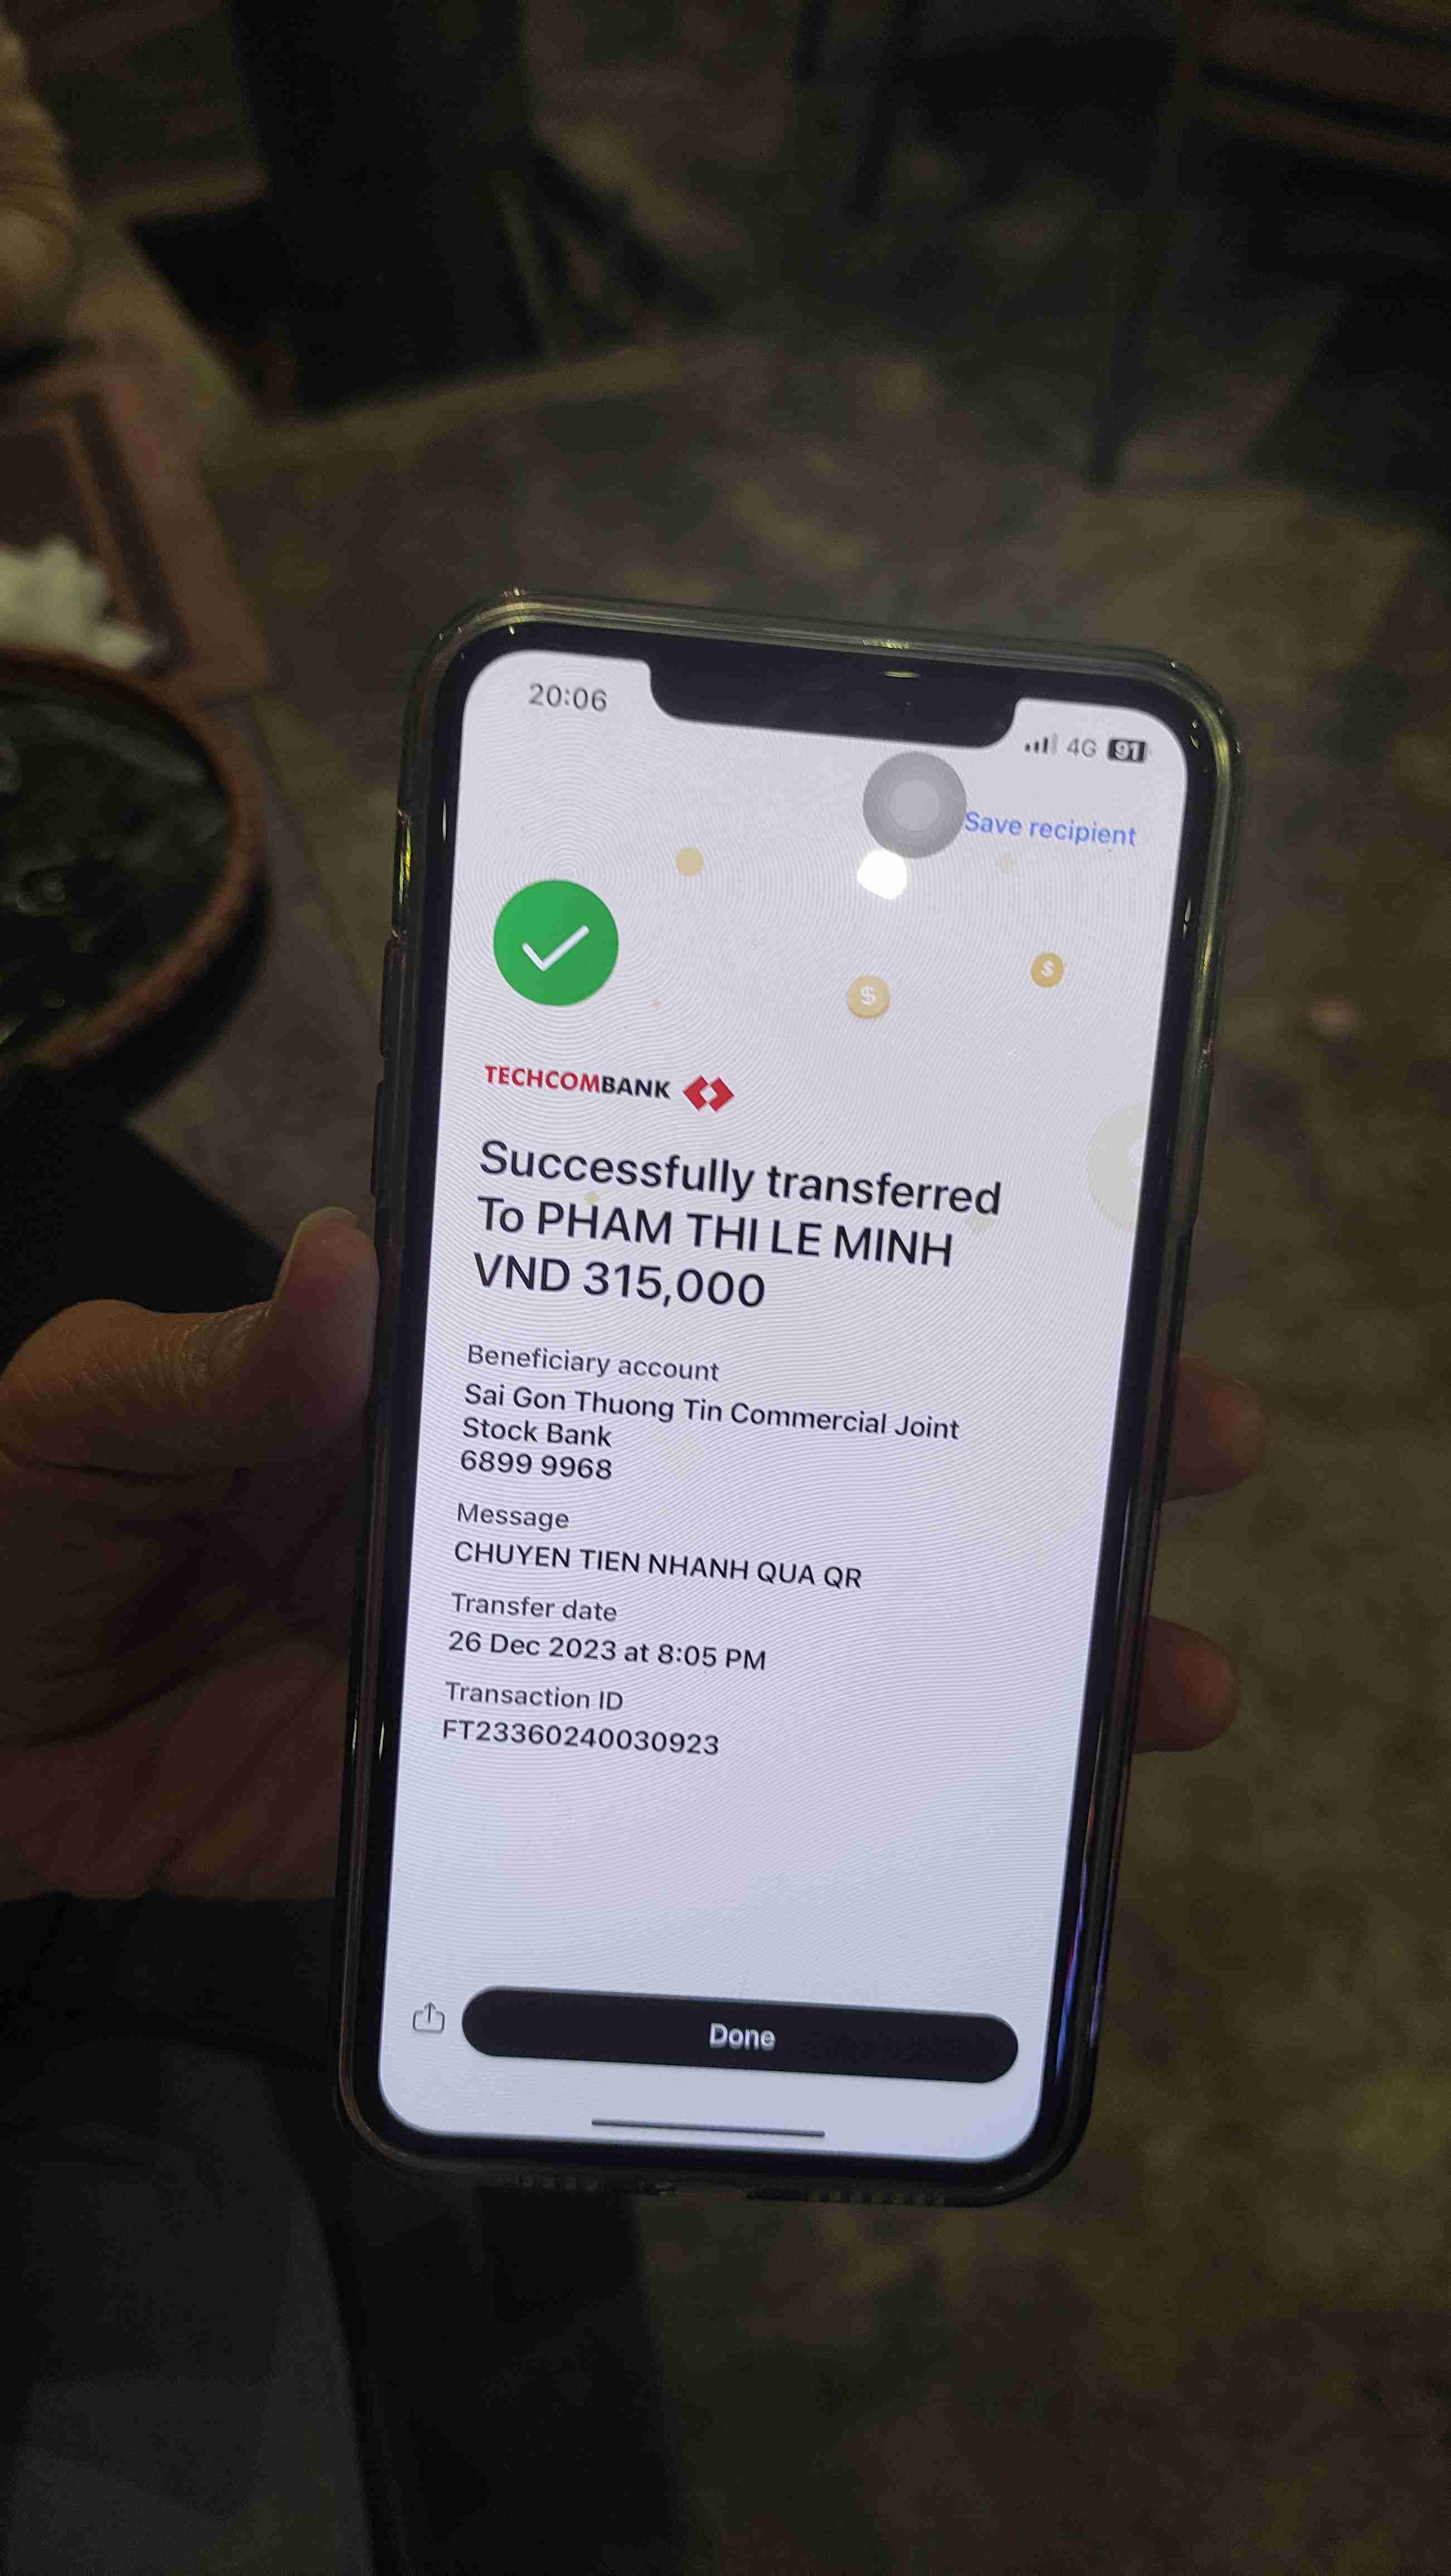 20:06
4G 91
Save recipient
$
$
TECHCOMBANK
Successfully transferred
To PHAM THI LE MINH
VND 315,000
Beneficiary account
Sai Gon Thuong Tin Commercial Joint
Stock Bank
6899 9968
Message
CHUYEN TIEN NHANH QUA QR
Transfer date
26 Dec 2023 at 8:05 PM
Transaction ID
FT23360240030923
Done